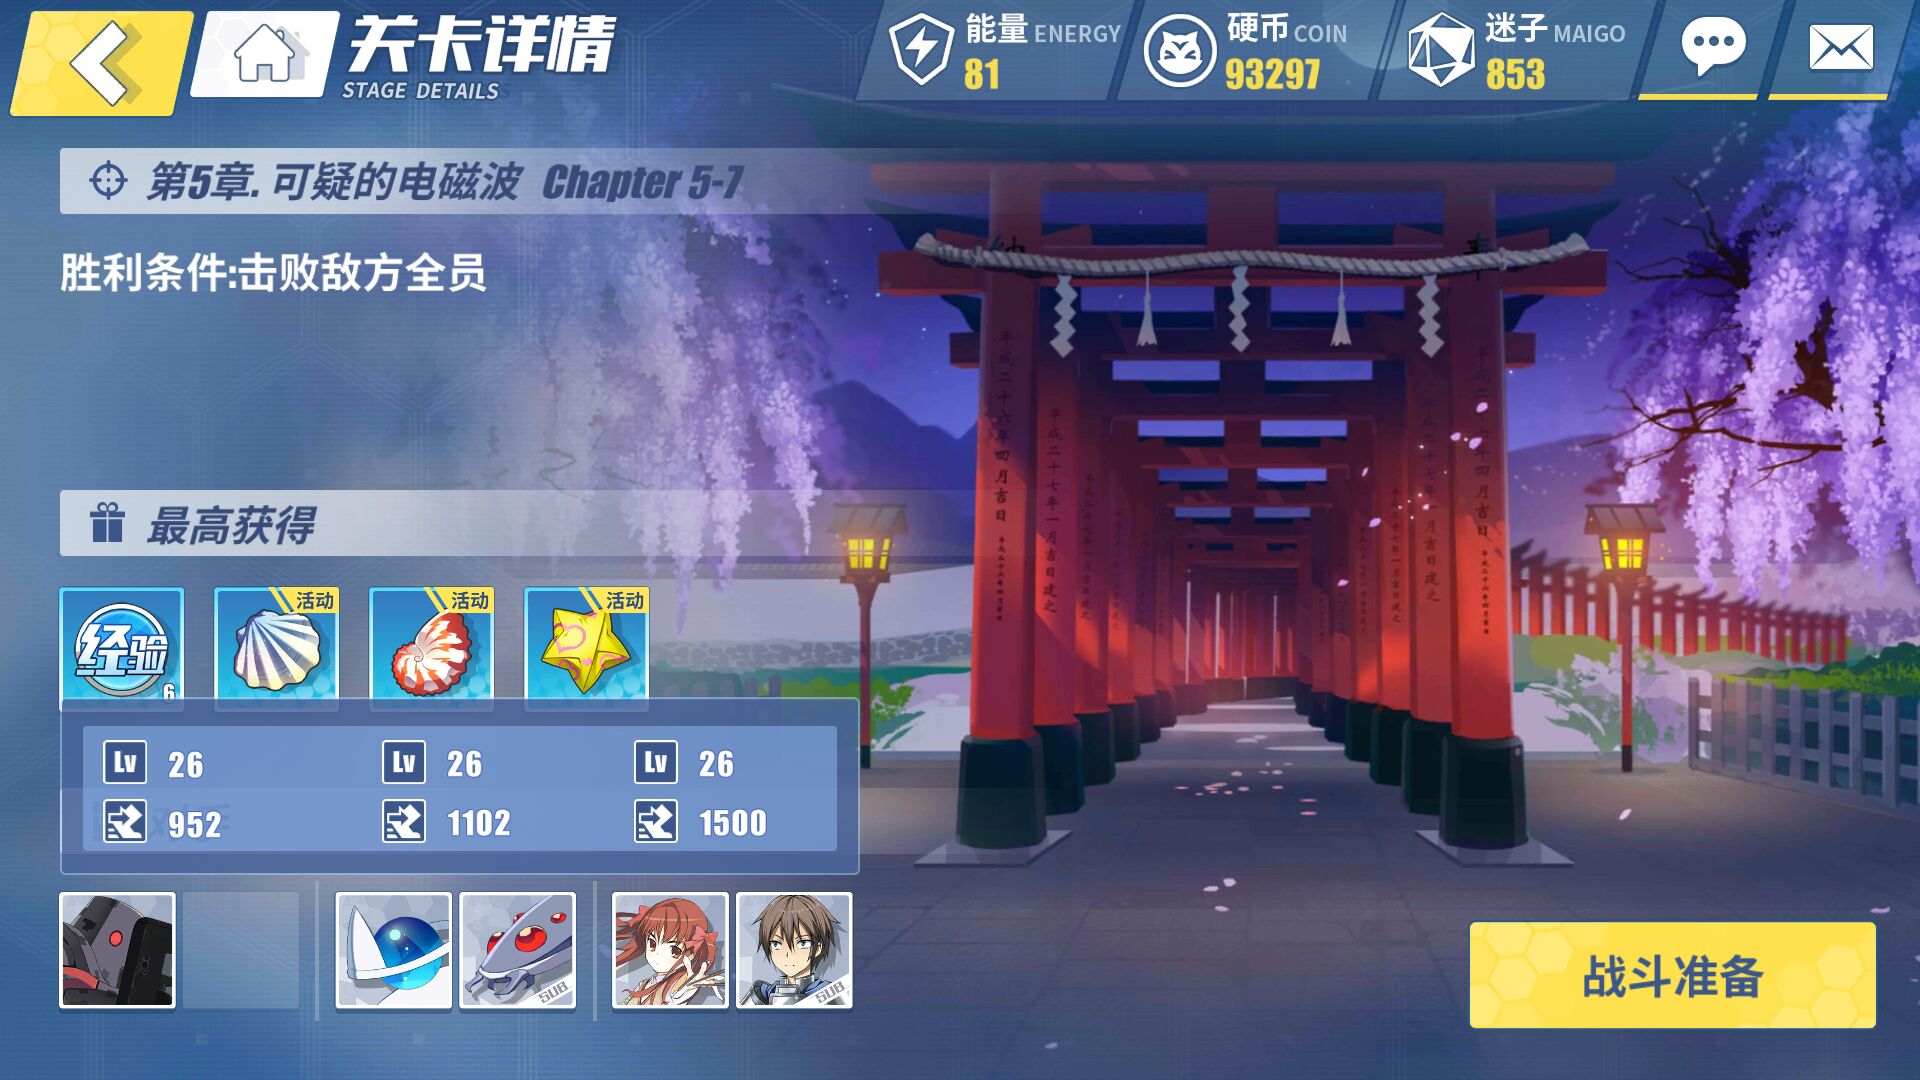 关卡详情
STAGE DETAILS
能量 ENERGY
81
硬币 COIN
93297
迷子 MAIGO
853
第5章. 可疑的电磁波 Chapter 5-7
胜利条件:击败敌方全员
最高获得
经验
6
活动
活动
活动
Lv 26
Lv 26
Lv 26
952
1102
1500
SUB
SUB
战斗准备